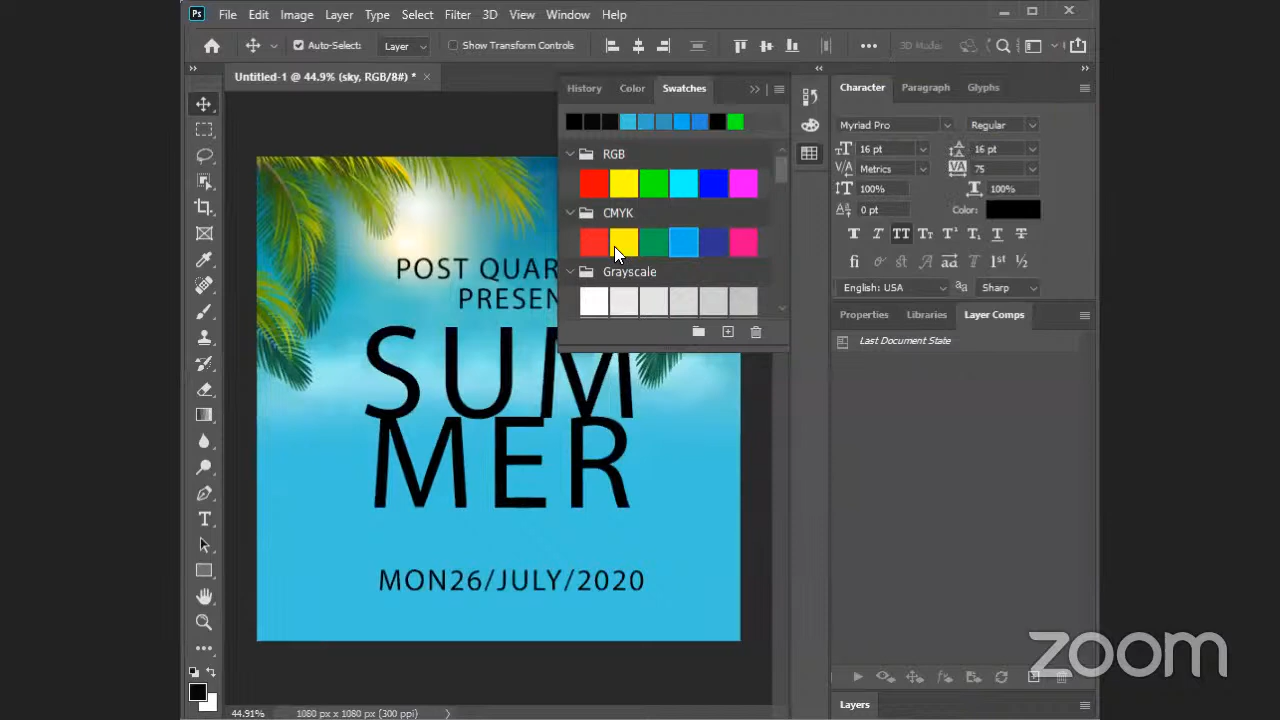 Ps File Edit Image Layer Type Select Filter 3D View Window Help
Auto-Select: Layer Show Transform Controls 3D Mode:
Untitled-1 @ 44.9% (sky, RGB/8#) *
History Color Swatches
RGB
CMYK
Grayscale
POST QUAR
PRESEN
SUM
MER
MON26/JULY/2020
Character Paragraph Glyphs
Myriad Pro Regular
16 pt 16 pt
Metrics 75
100% 100%
0 pt Color:
English: USA Sharp
Properties Libraries Layer Comps
Last Document State
Layers
44.91% 1080 px x 1080 px (300 ppi)
zoom